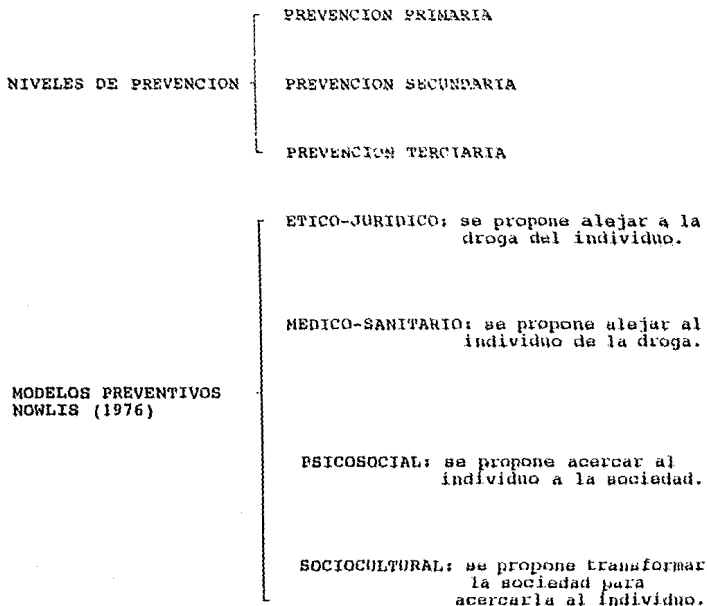 PREVENCION PRIMARIA
NIVELES DE PREVENCION
PREVENCION SECUNDARIA
PREVENCION TERCIARIA
ETICO-JURIDICO: se propone alejar a la
droga del individuo.
MEDICO-SANITARIO: se propone alejar al
individuo de la droga.
MODELOS PREVENTIVOS
NOWLIS (1976)
PSICOSOCIAL: se propone acercar al
individuo a la sociedad.
SOCIOCULTURAL: se propone transformar
la sociedad para
acercarla al individuo.